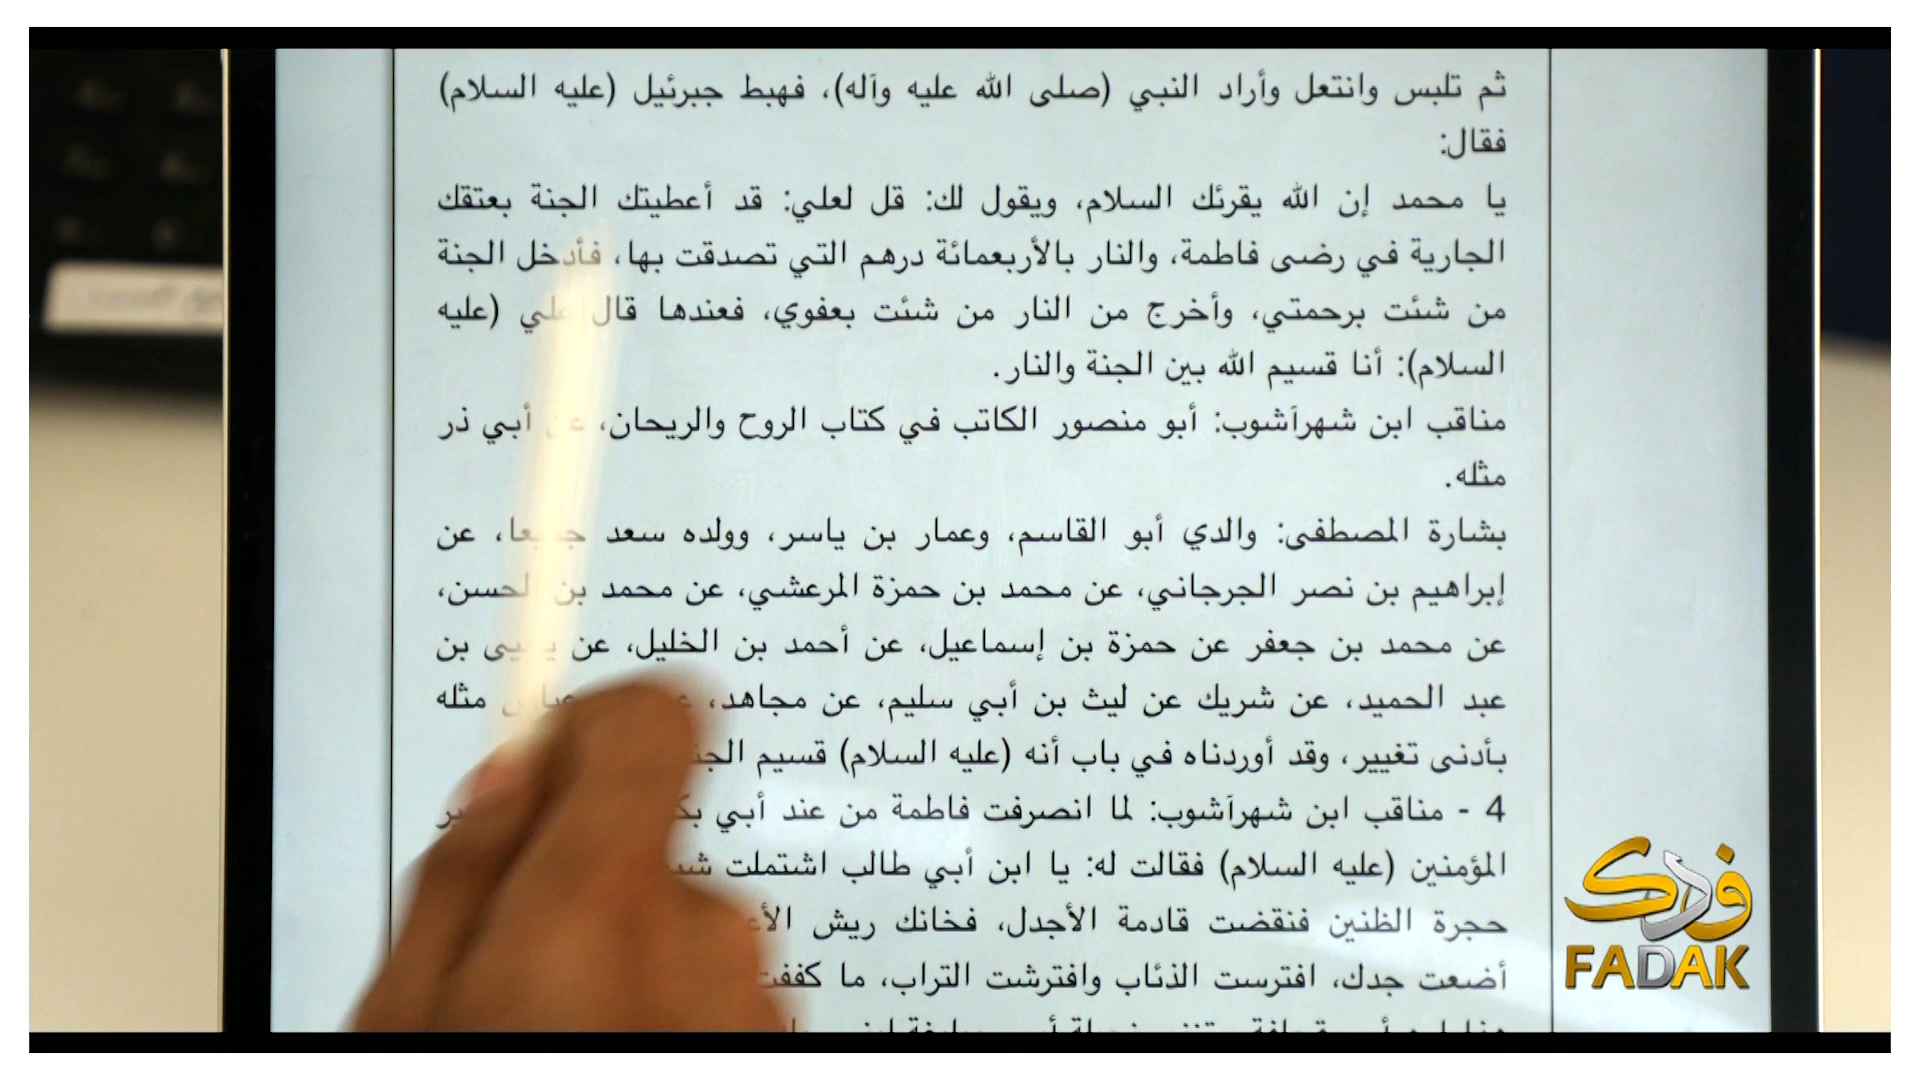 ثم تلبس وانتعل وأراد النبي (صلى الله عليه وآله)، فهبط جبرئيل (عليه السلام)
فقال:
يا محمد إن الله يقرئك السلام، ويقول لك: قل لعلي: قد أعطيتك الجنة بعتقك
الجارية في رضى فاطمة، والنار بالأربعمائة درهم التي تصدقت بها، فأدخل الجنة
من شئت برحمتي، وأخرج من النار من شئت بعفوي، فعندها قال علي (عليه
السلام): أنا قسيم الله بين الجنة والنار.
مناقب ابن شهرآشوب: أبو منصور الكاتب في كتاب الروح والريحان، عن أبي ذر
مثله.
بشارة المصطفى: والدي أبو القاسم، وعمار بن ياسر، وولده سعد جميعا، عن
إبراهيم بن نصر الجرجاني، عن محمد بن حمزة المرعشي، عن محمد بن الحسن،
عن محمد بن جعفر عن حمزة بن إسماعيل، عن أحمد بن الخليل، عن يحيى بن
عبد الحميد، عن شريك عن ليث بن أبي سليم، عن مجاهد، مثله
بأدنى تغيير، وقد أوردناه في باب أنه (عليه السلام) قسيم
4 - مناقب ابن شهرآشوب: لما انصرفت فاطمة من عند أبي
المؤمنين (عليه السلام) فقالت له: يا ابن أبي طالب اشتملت
حجرة الظنين فنقضت قادمة الأجدل، فخانك ريش
أضعت جدك، افترست الذئاب وافترشت التراب، ما كففت
فدك
FADAK